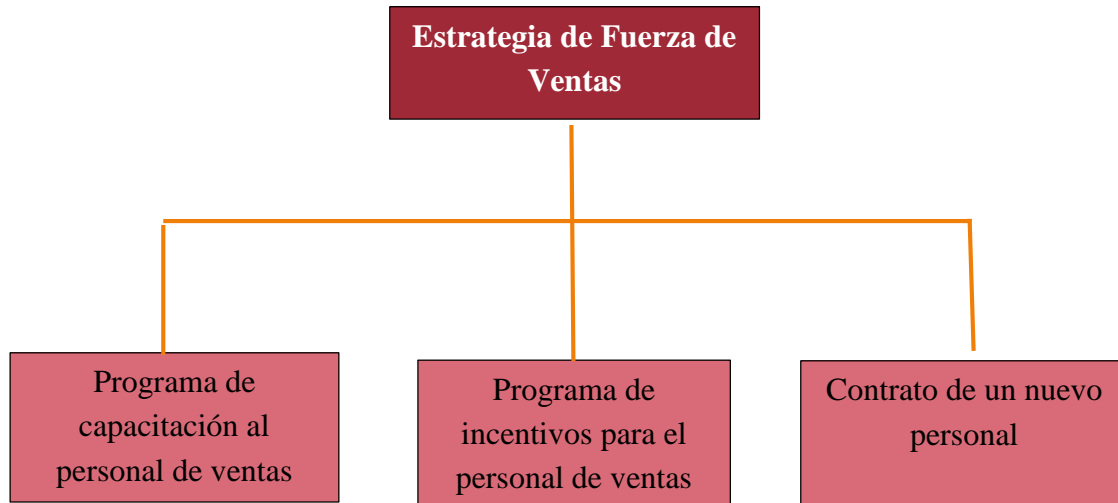 Estrategia de Fuerza de
Ventas
Programa de
capacitación al
personal de ventas
Programa de
incentivos para el
personal de ventas
Contrato de un nuevo
personal